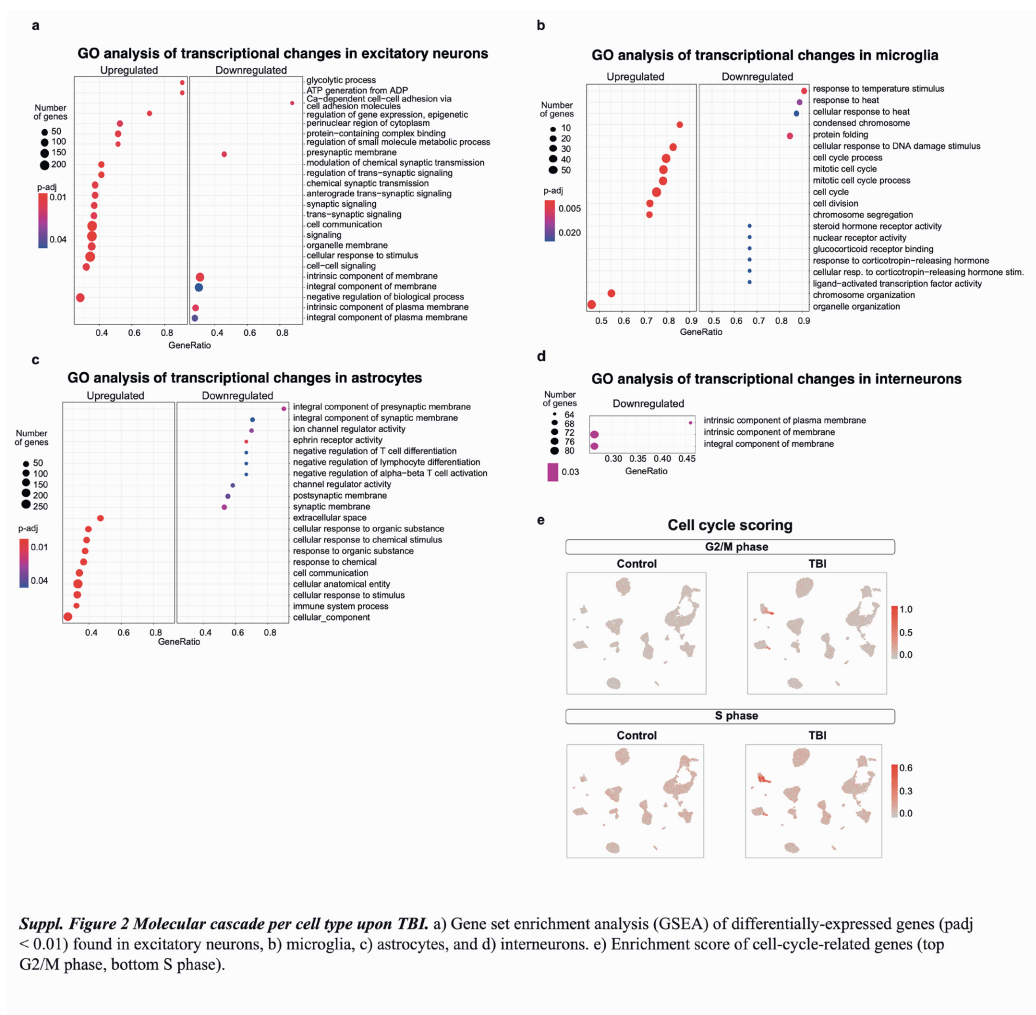 a
GO analysis of transcriptional changes in excitatory neurons
Upregulated
Downregulated
Number
of genes
50
100
150
200
p-adj
0.01
0.04
glycolytic process
ATP generation from ADP
Ca-dependent cell-cell adhesion via
cell adhesion molecules
regulation of gene expression, epigenetic
perinuclear region of cytoplasm
protein-containing complex binding
regulation of small molecule metabolic process
presynaptic membrane
modulation of chemical synaptic transmission
regulation of trans-synaptic signaling
chemical synaptic transmission
anterograde trans-synaptic signaling
synaptic signaling
trans-synaptic signaling
cell communication
signaling
organelle membrane
cellular response to stimulus
cell-cell signaling
intrinsic component of membrane
integral component of membrane
negative regulation of biological process
intrinsic component of plasma membrane
integral component of plasma membrane
0.4 0.6 0.8 0.4 0.6 0.8
GeneRatio
b
GO analysis of transcriptional changes in microglia
Upregulated
Downregulated
Number
of genes
10
20
30
40
50
p-adj
0.005
0.020
response to temperature stimulus
response to heat
cellular response to heat
condensed chromosome
protein folding
cellular response to DNA damage stimulus
cell cycle process
mitotic cell cycle
mitotic cell cycle process
cell cycle
cell division
chromosome segregation
steroid hormone receptor activity
nuclear receptor activity
glucocorticoid receptor binding
response to corticotropin-releasing hormone
cellular resp. to corticotropin-releasing hormone stim.
ligand-activated transcription factor activity
chromosome organization
organelle organization
0.5 0.6 0.7 0.8 0.9 0.5 0.6 0.7 0.8 0.9
GeneRatio
c
GO analysis of transcriptional changes in astrocytes
Upregulated
Downregulated
Number
of genes
50
100
150
200
250
p-adj
0.01
0.04
integral component of presynaptic membrane
integral component of synaptic membrane
ion channel regulator activity
ephrin receptor activity
negative regulation of T cell differentiation
negative regulation of lymphocyte differentiation
negative regulation of alpha-beta T cell activation
channel regulator activity
postsynaptic membrane
synaptic membrane
extracellular space
cellular response to organic substance
cellular response to chemical stimulus
response to organic substance
response to chemical
cell communication
cellular anatomical entity
cellular response to stimulus
immune system process
cellular_component
0.4 0.6 0.8 0.4 0.6 0.8
GeneRatio
d
GO analysis of transcriptional changes in interneurons
Number
of genes
64
68
72
76
80
0.03
Downregulated
intrinsic component of plasma membrane
intrinsic component of membrane
integral component of membrane
0.30 0.35 0.40 0.45
GeneRatio
e
Cell cycle scoring
G2/M phase
Control
TBI
1.0
0.5
0.0
S phase
Control
TBI
0.6
0.3
0.0
Suppl. Figure 2 Molecular cascade per cell type upon TBI. a) Gene set enrichment analysis (GSEA) of differentially-expressed genes (padj
< 0.01) found in excitatory neurons, b) microglia, c) astrocytes, and d) interneurons. e) Enrichment score of cell-cycle-related genes (top
G2/M phase, bottom S phase).